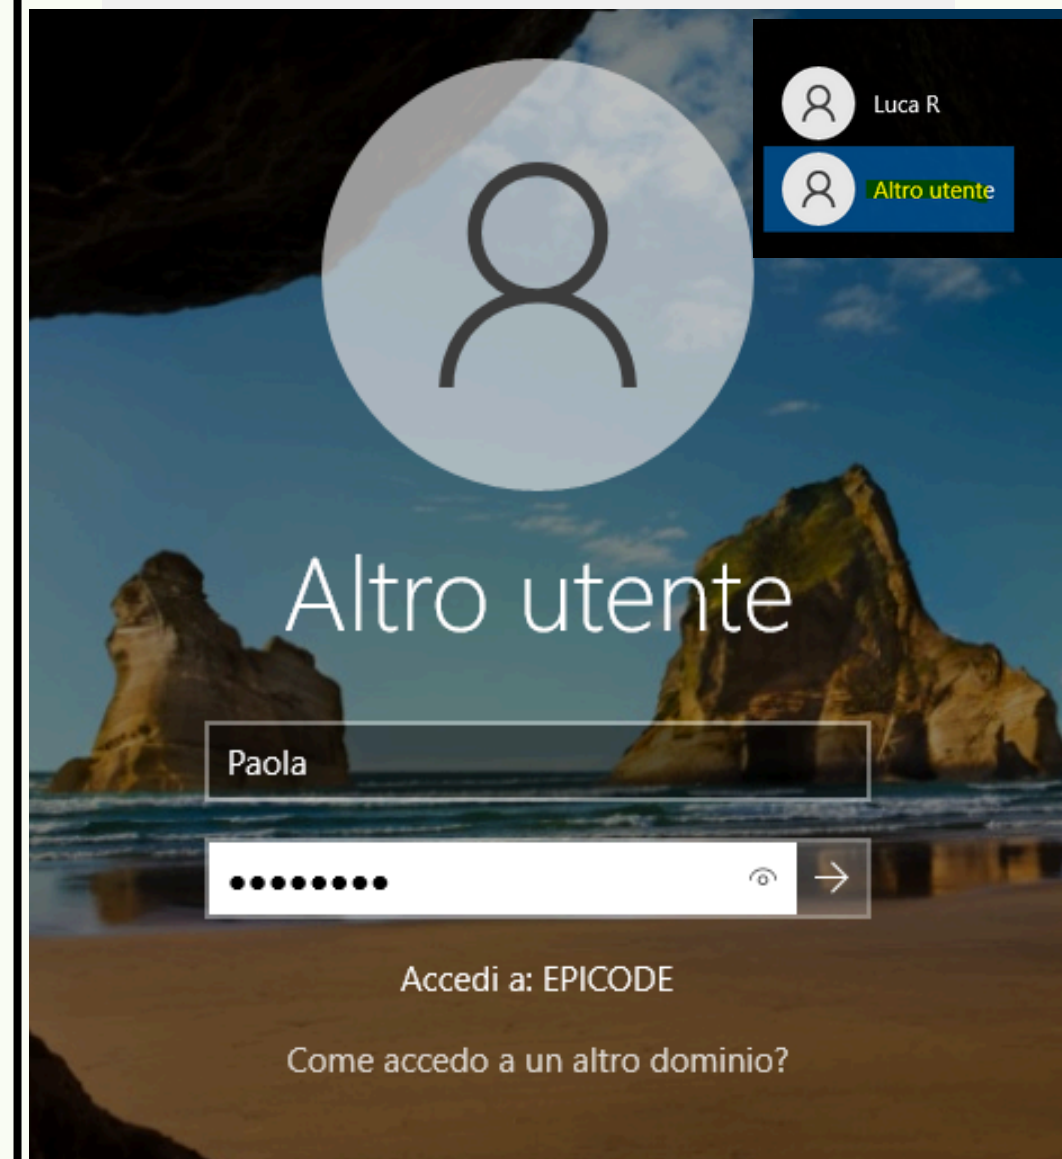 Luca R
Altro utente
Altro utente
Paola
Accedi a: EPICODE
Come accedo a un altro dominio?